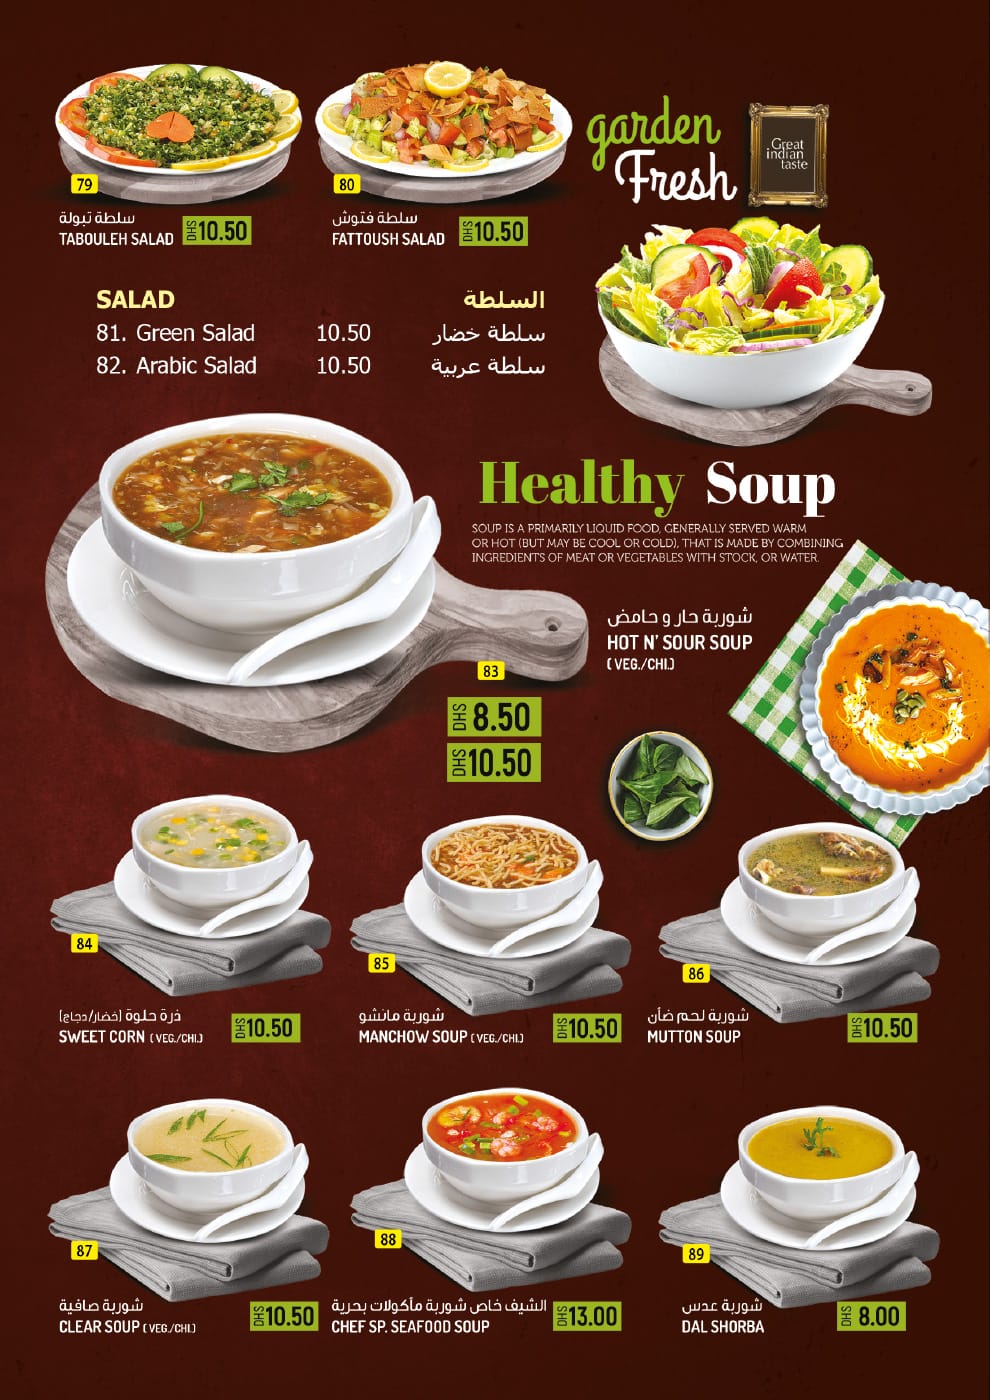 garden
Fresh
Great
indian
taste
79
سلطة تبولة
TABOULEH SALAD
DHS 10.50
80
سلطة فتوش
FATTOUSH SALAD
DHS 10.50
SALAD السلطة
81. Green Salad 10.50 سلطة خضار
82. Arabic Salad 10.50 سلطة عربية
Healthy Soup
SOUP IS A PRIMARILY LIQUID FOOD, GENERALLY SERVED WARM
OR HOT (BUT MAY BE COOL OR COLD), THAT IS MADE BY COMBINING
INGREDIENTS OF MEAT OR VEGETABLES WITH STOCK, OR WATER.
شوربة حار و حامض
HOT N' SOUR SOUP
(VEG./CHI.)
83
DHS 8.50
DHS 10.50
84
ذرة حلوة (خضار/دجاج)
SWEET CORN (VEG./CHI.)
DHS 10.50
85
شوربة مانشو
MANCHOW SOUP (VEG./CHI.)
DHS 10.50
86
شوربة لحم ضأن
MUTTON SOUP
DHS 10.50
87
شوربة صافية
CLEAR SOUP (VEG./CHI.)
DHS 10.50
88
الشيف خاص شوربة مأكولات بحرية
CHEF SP. SEAFOOD SOUP
DHS 13.00
89
شوربة عدس
DAL SHORBA
DHS 8.00